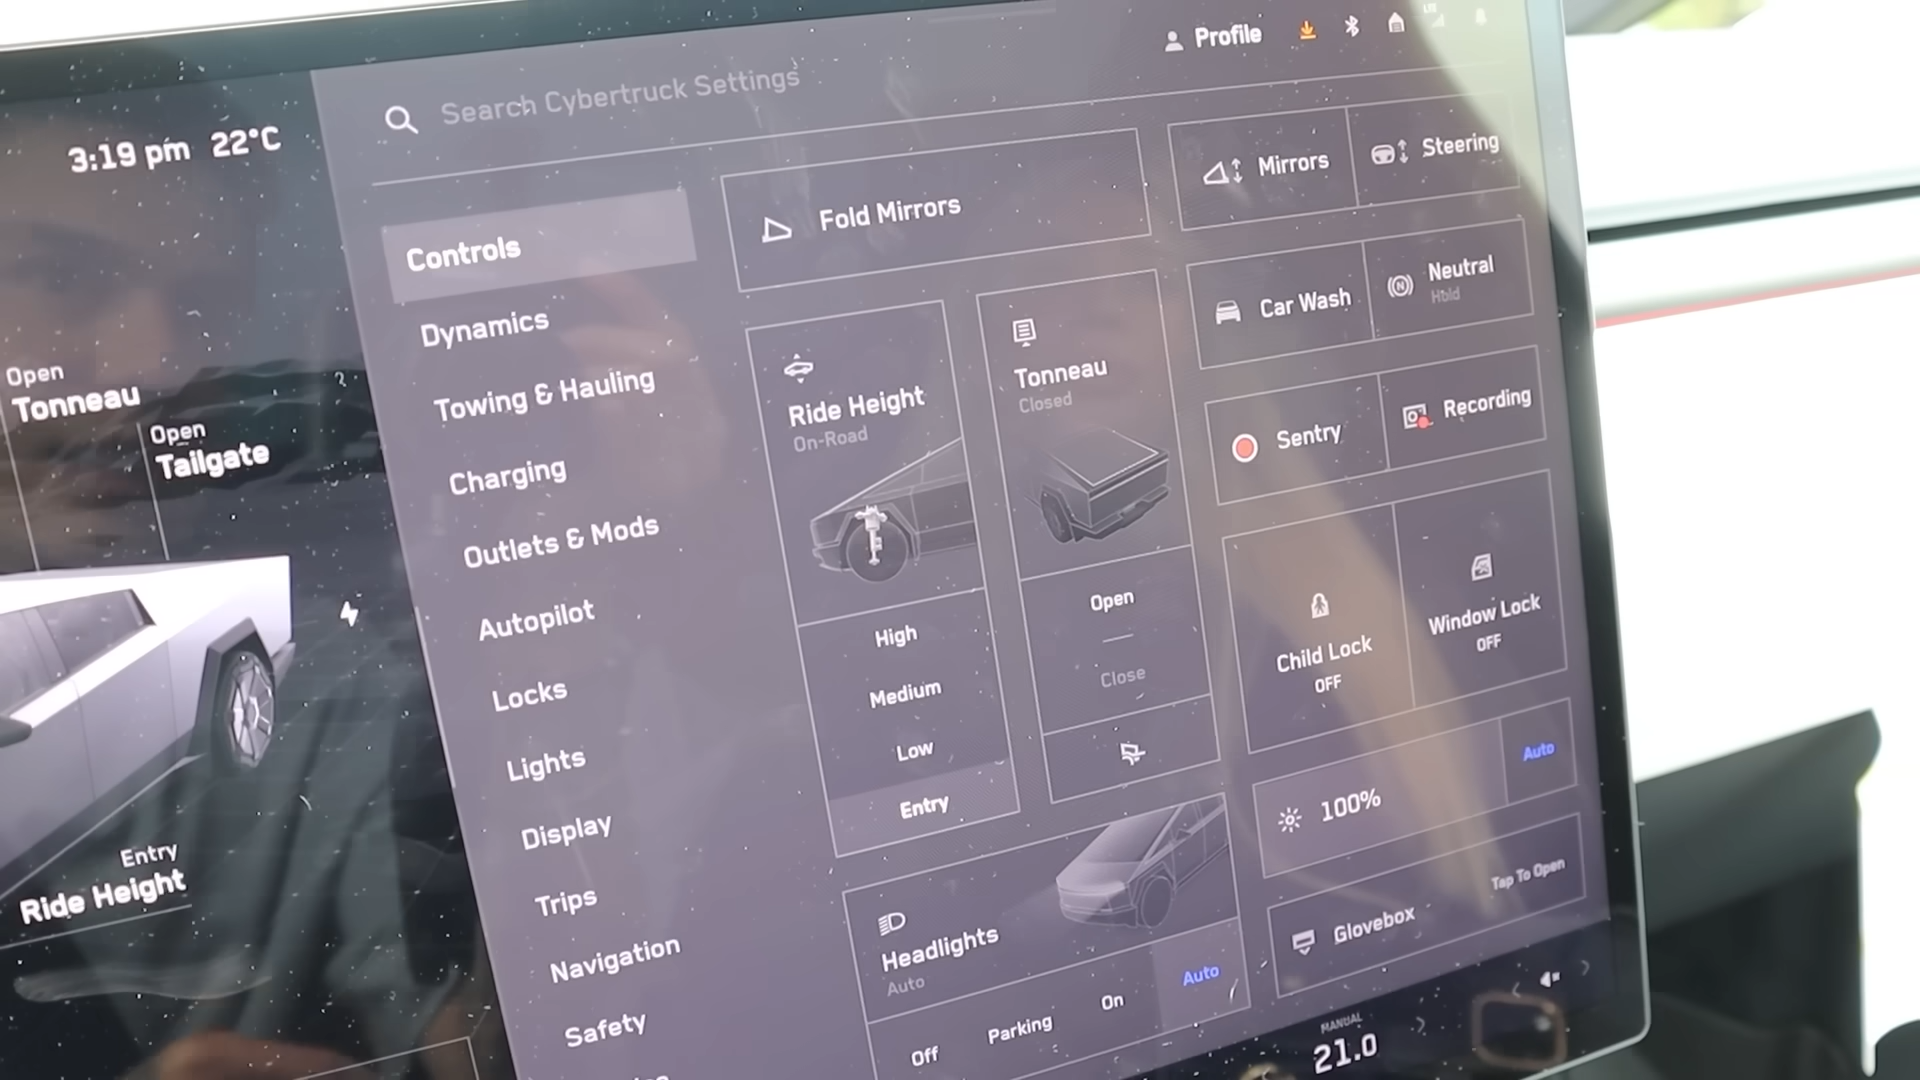 3:19 pm 22°C
Open
Tonneau
Open
Tailgate
Entry
Ride Height
Search Cybertruck Settings
Profile
LTE
Controls
Dynamics
Towing & Hauling
Charging
Outlets & Mods
Autopilot
Locks
Lights
Display
Trips
Navigation
Safety
Fold Mirrors
Ride Height
On-Road
High
Medium
Low
Entry
Tonneau
Closed
Open
Close
Headlights
Auto
Off
Parking
On
Auto
Mirrors
Steering
Car Wash
Neutral
Hold
Sentry
Recording
Child Lock
OFF
Window Lock
OFF
100%
Auto
Glovebox
Tap To Open
MANUAL
21.0